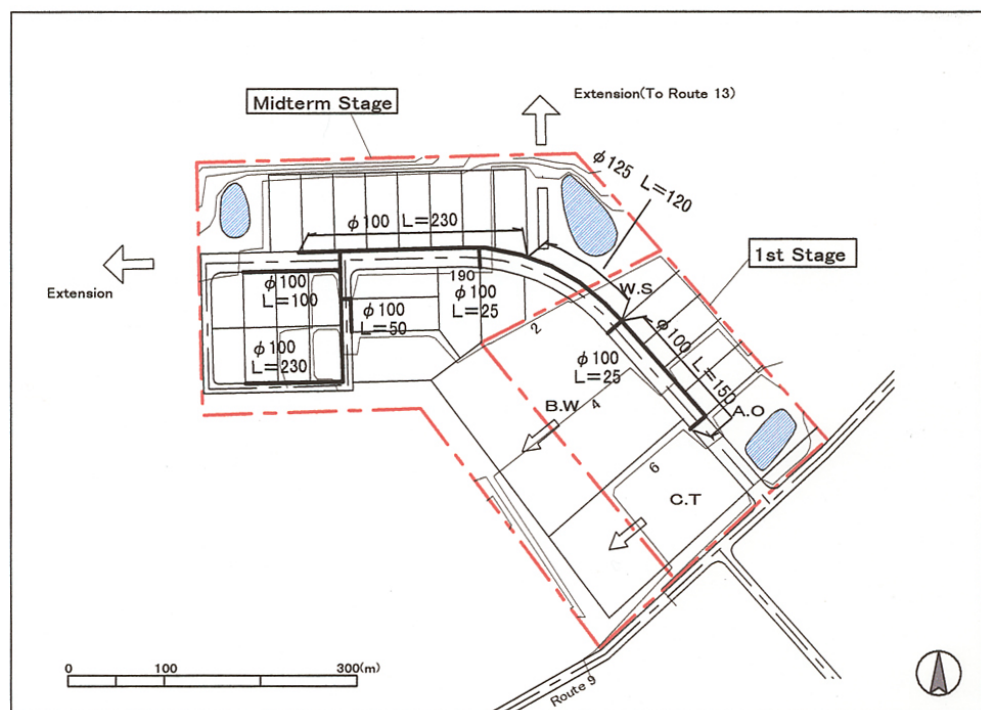 Midterm Stage
Extension(To Route 13)
φ125 L=120
φ100 L=230
1st Stage
Extension
φ100
L=100
190
φ100
L=25
W.S
φ100
L=50
2
φ100 L=150
φ100
L=230
φ100
L=25
B.W
4
A.O
6
C.T
0 100 300(m)
Route 9